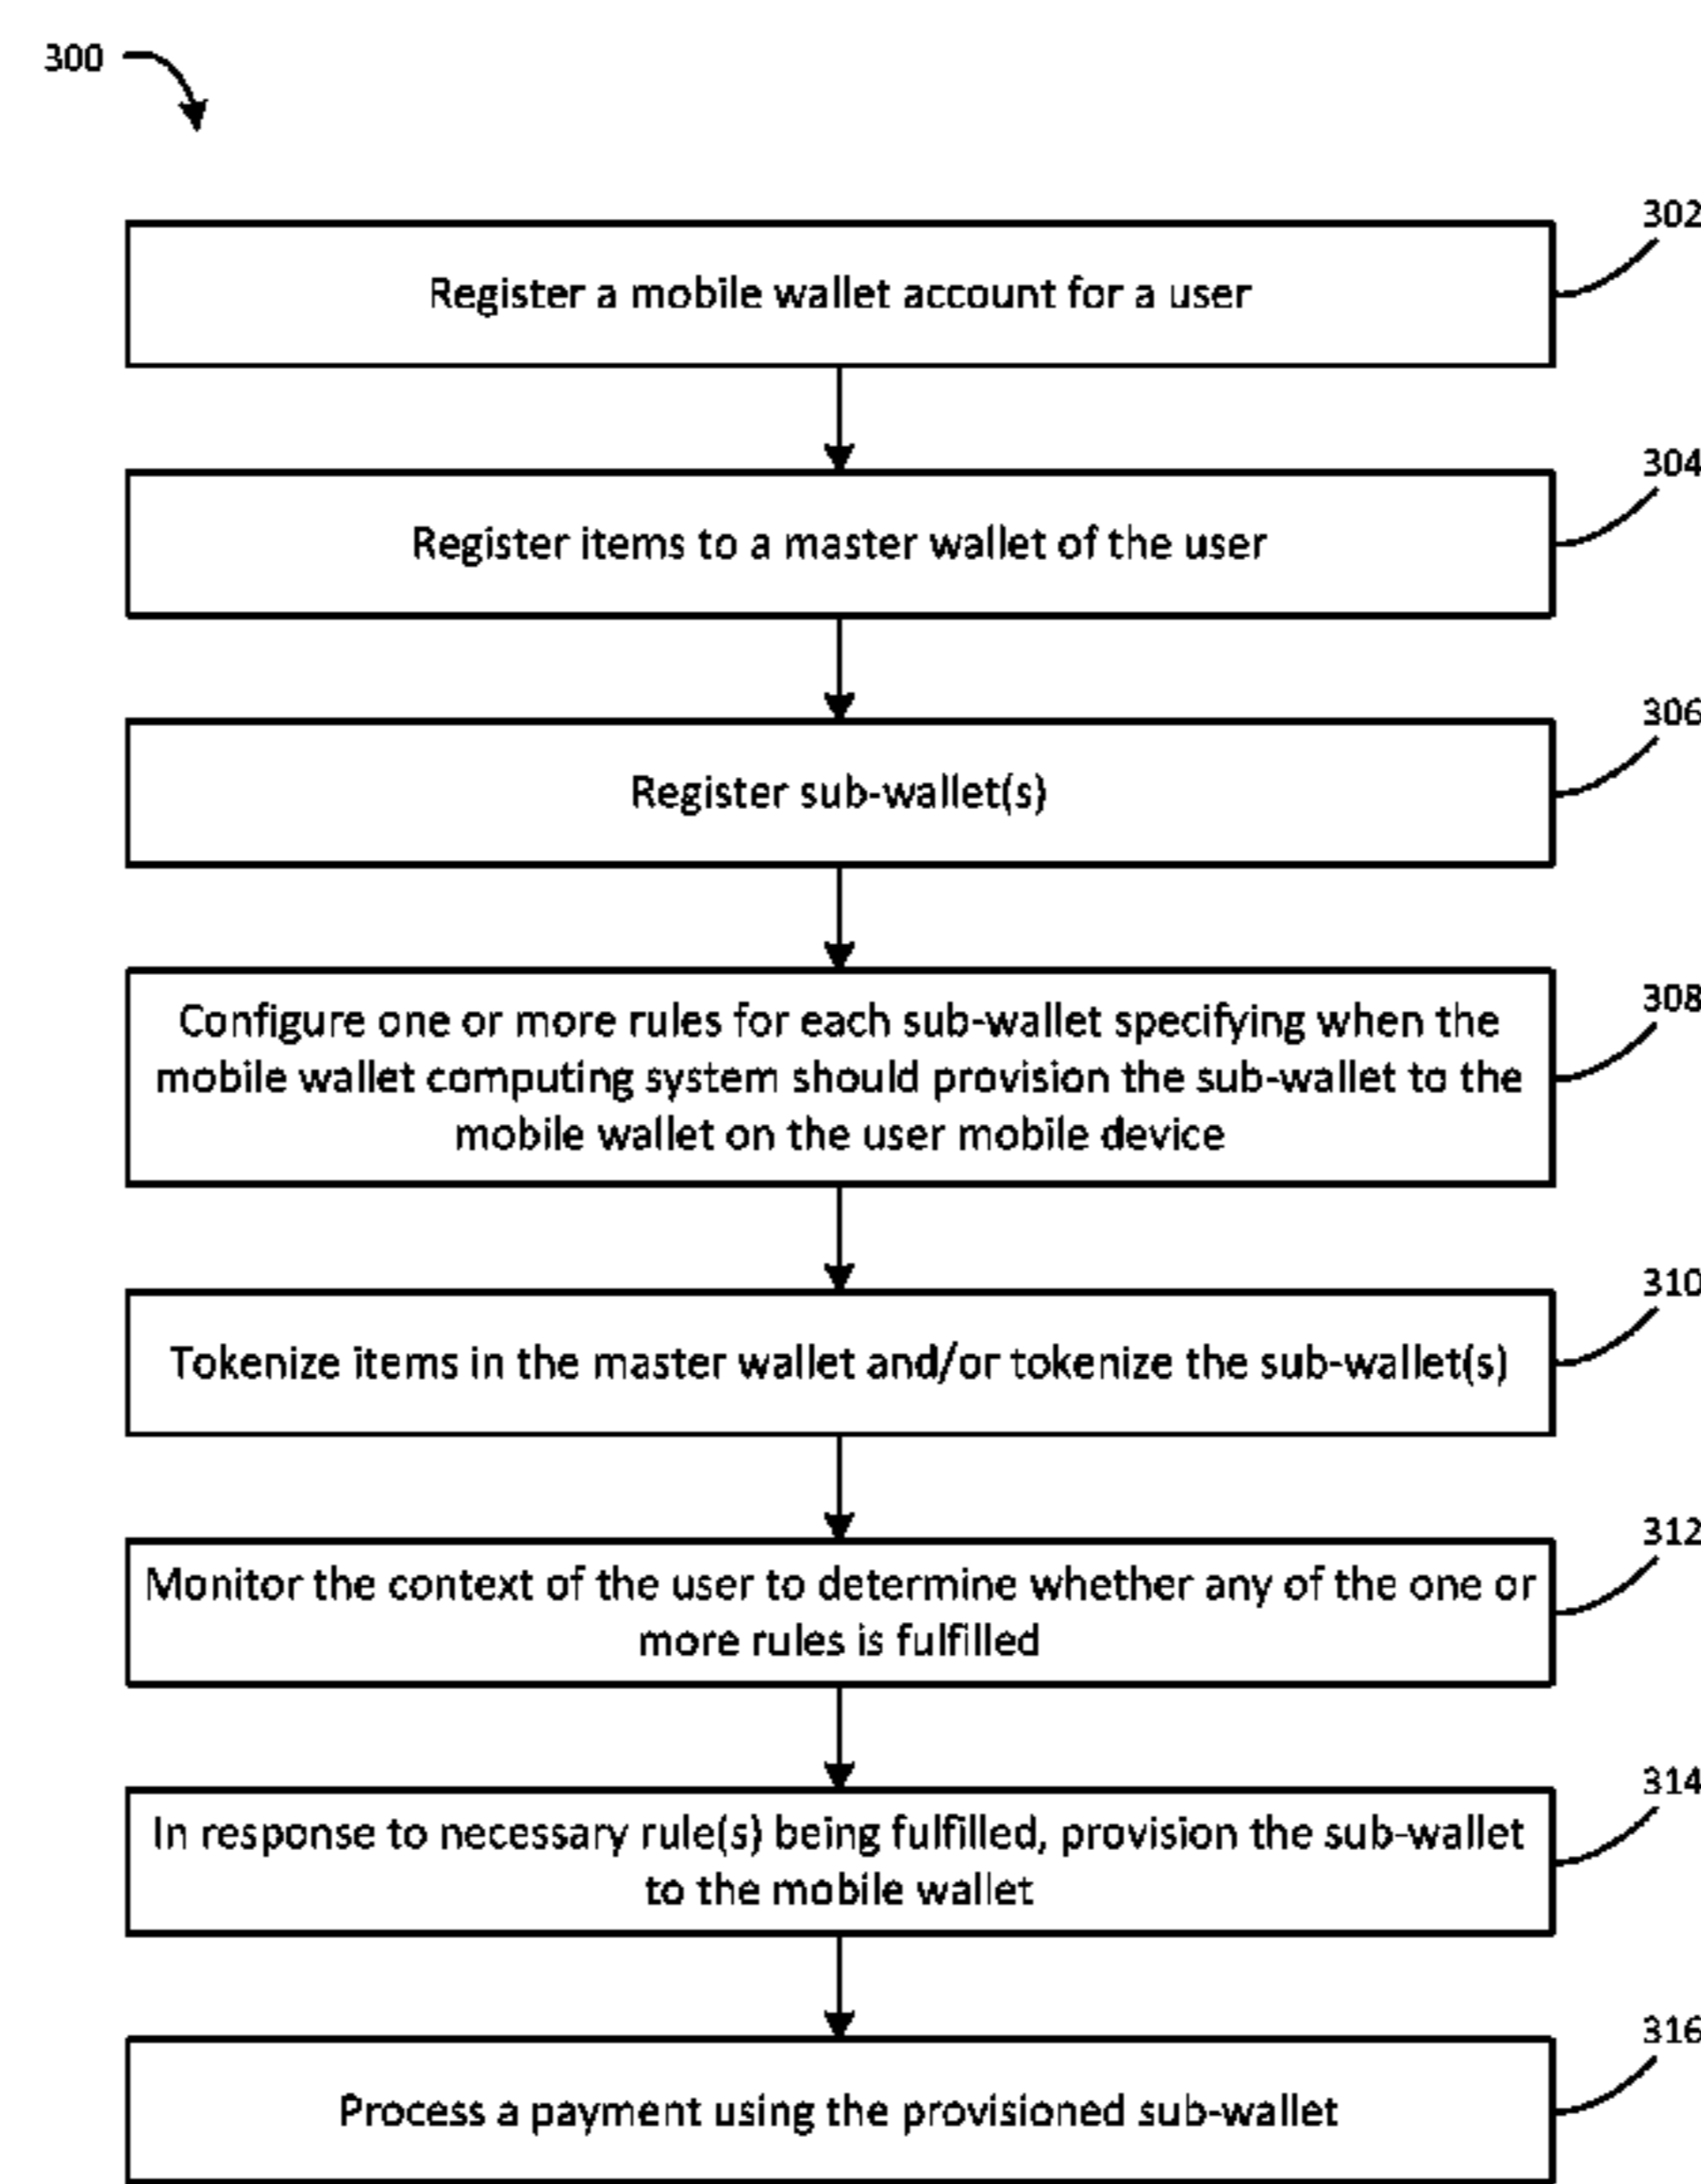 300
302
Register a mobile wallet account for a user
304
Register items to a master wallet of the user
306
Register sub-wallet(s)
308
Configure one or more rules for each sub-wallet specifying when the
mobile wallet computing system should provision the sub-wallet to the
mobile wallet on the user mobile device
310
Tokenize items in the master wallet and/or tokenize the sub-wallet(s)
312
Monitor the context of the user to determine whether any of the one or
more rules is fulfilled
314
In response to necessary rule(s) being fulfilled, provision the sub-wallet
to the mobile wallet
316
Process a payment using the provisioned sub-wallet